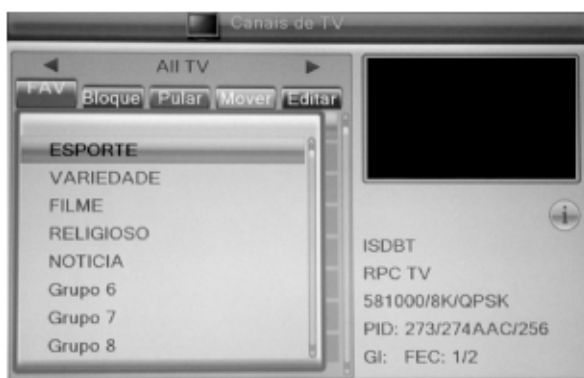 Canais de TV
All TV
FAV Bloque Pular Mover Editar
ESPORTE
VARIEDADE
FILME
RELIGIOSO
NOTICIA
Grupo 6
Grupo 7
Grupo 8
i
ISDBT
RPC TV
581000/8K/QPSK
PID: 273/274AAC/256
GI: FEC: 1/2